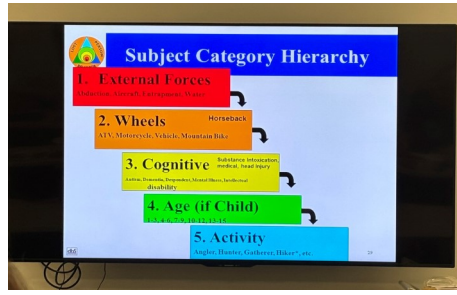 Subject Category Hierarchy
1. External Forces
Abduction, Aircraft, Entrapment, Water
2. Wheels Horseback
ATV, Motorcycle, Vehicle, Mountain Bike
3. Cognitive Substance Intoxication,
medical, head injury
Autism, Dementia, Despondent, Mental Illness, Intellectual
disability
4. Age (if Child)
1-3, 4-6, 7-9, 10-12, 13-15
5. Activity
Angler, Hunter, Gatherer, Hiker*, etc.